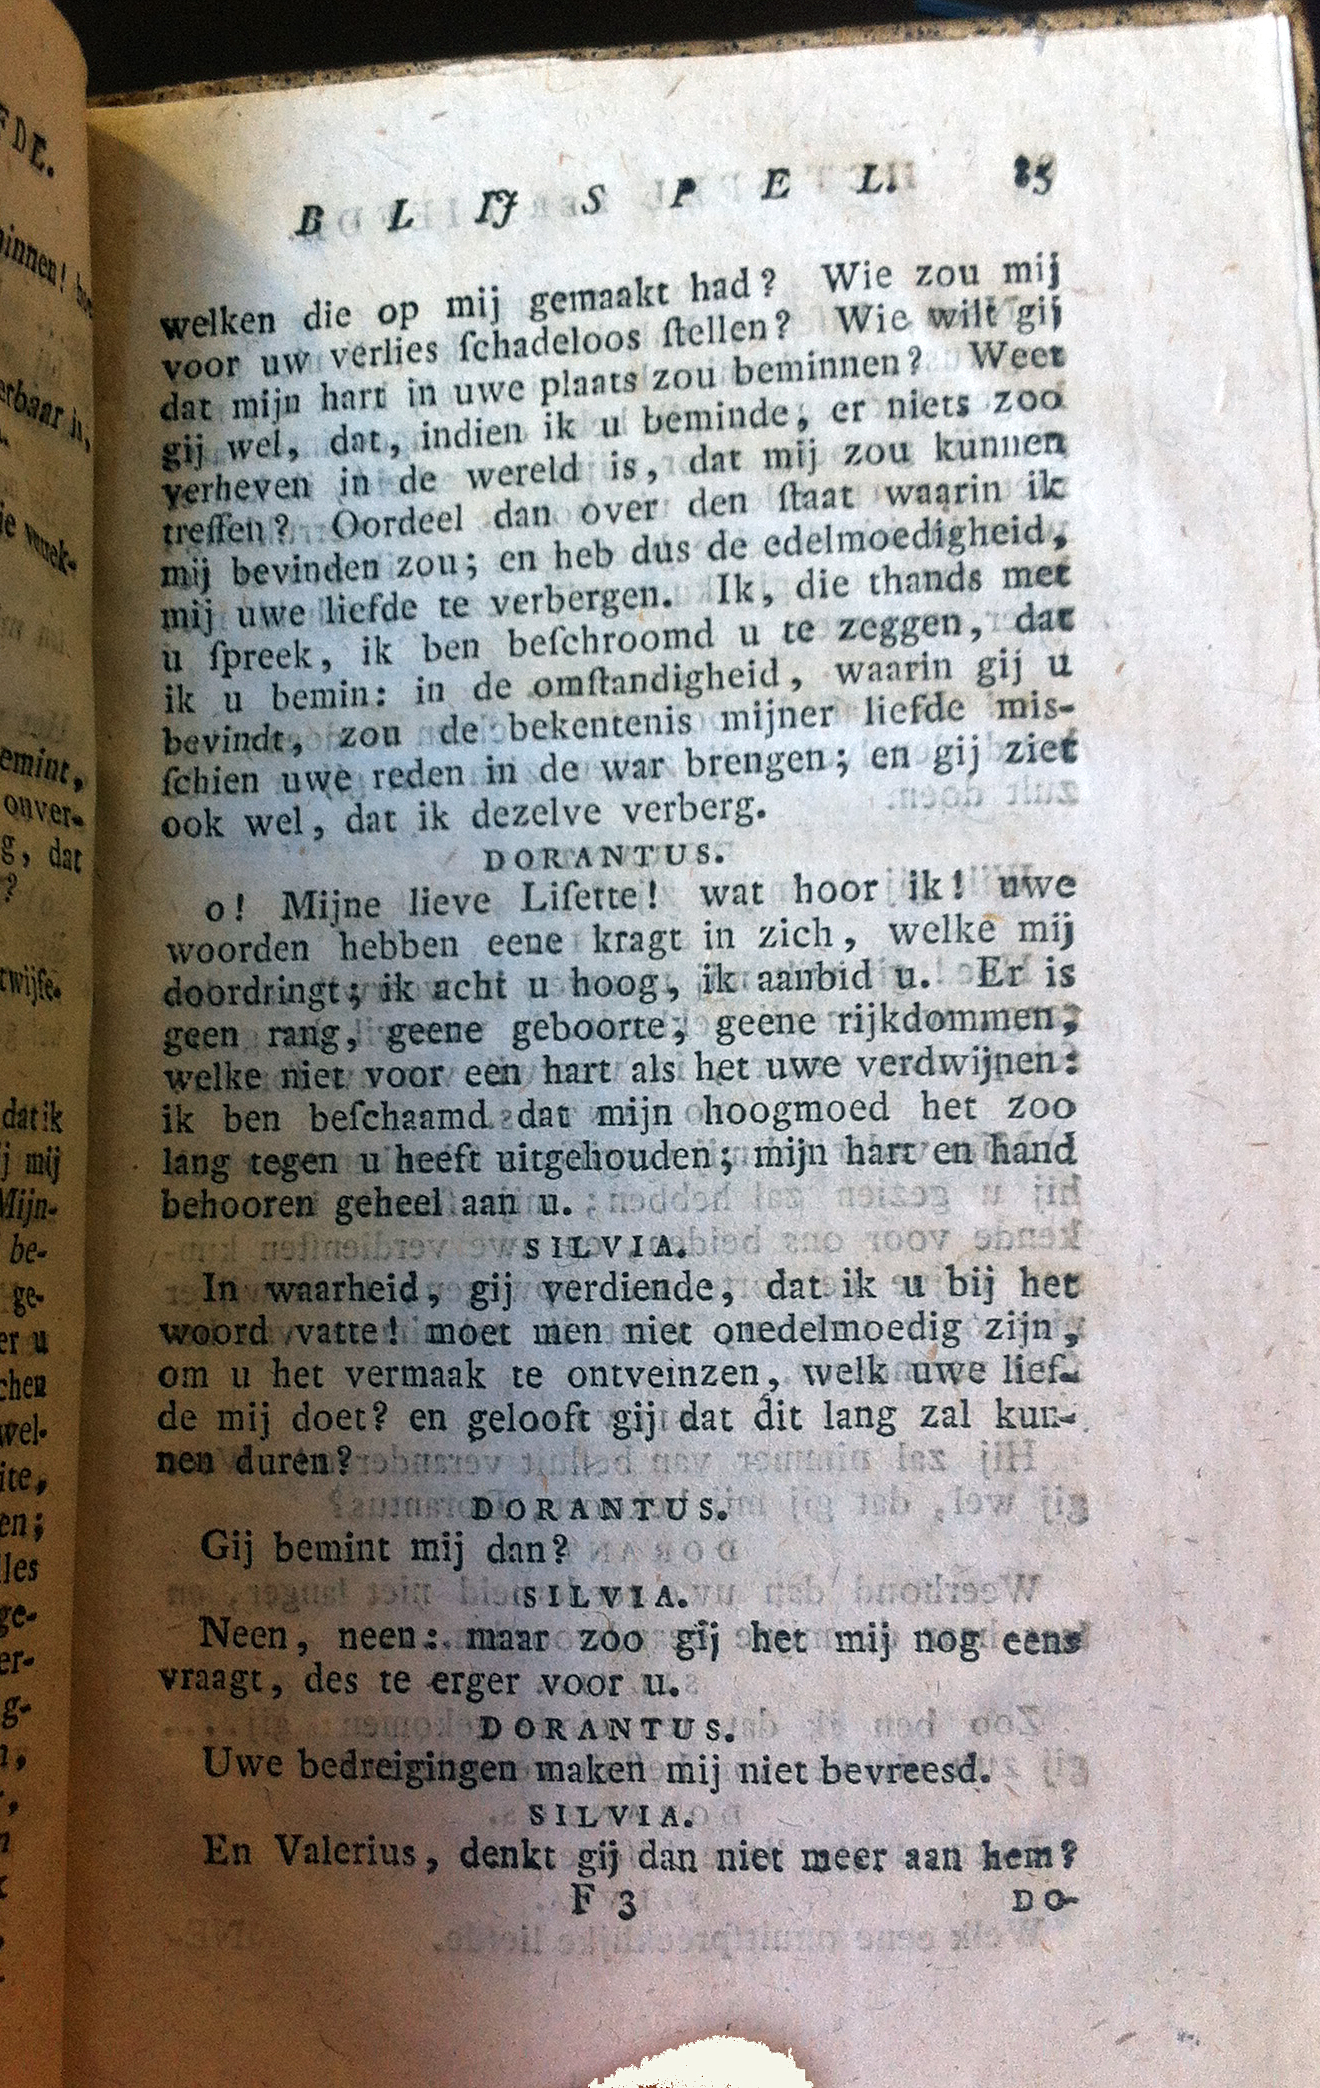 BLIJSPEL. 85
welken die op mij gemaakt had? Wie zou mij
voor uw verlies ſchadeloos ſtellen? Wie wilt gij
dat mijn hart in uwe plaats zou beminnen? Weet
gij wel, dat, indien ik u beminde, er niets zoo
verheven in de wereld is, dat mij zou kunnen
treffen? Oordeel dan over den ſtaat waarin ik
mij bevinden zou; en heb dus de edelmoedigheid,
mij uwe liefde te verbergen. Ik, die thands met
u ſpreek, ik ben beſchroomd u te zeggen, dat
ik u bemin: in de omſtandigheid, waarin gij u
bevindt, zou de bekentenis mijner liefde mis-
ſchien uwe reden in de war brengen; en gij ziet
ook wel, dat ik dezelve verberg.
DORANTUS.
o! Mijne lieve Liſette! wat hoor ik! uwe
woorden hebben eene kragt in zich, welke mij
doordringt; ik acht u hoog, ik aanbid u. Er is
geen rang, geene geboorte, geene rijkdommen,
welke niet voor een hart als het uwe verdwijnen:
ik ben beſchaamd dat mijn hoogmoed het zoo
lang tegen u heeft uitgehouden; mijn hart en hand
behooren geheel aan u.
SILVIA.
In waarheid, gij verdiende, dat ik u bij het
woord vatte! moet men niet onedelmoedig zijn,
om u het vermaak te ontveinzen, welk uwe lief-
de mij doet? en gelooft gij dat dit lang zal kun-
nen duren?
DORANTUS.
Gij bemint mij dan?
SILVIA.
Neen, neen: maar zoo gij het mij nog eens
vraagt, des te erger voor u.
DORANTUS.
Uwe bedreigingen maken mij niet bevreesd.
SILVIA.
En Valerius, denkt gij dan niet meer aan hem?
F 3 DO-